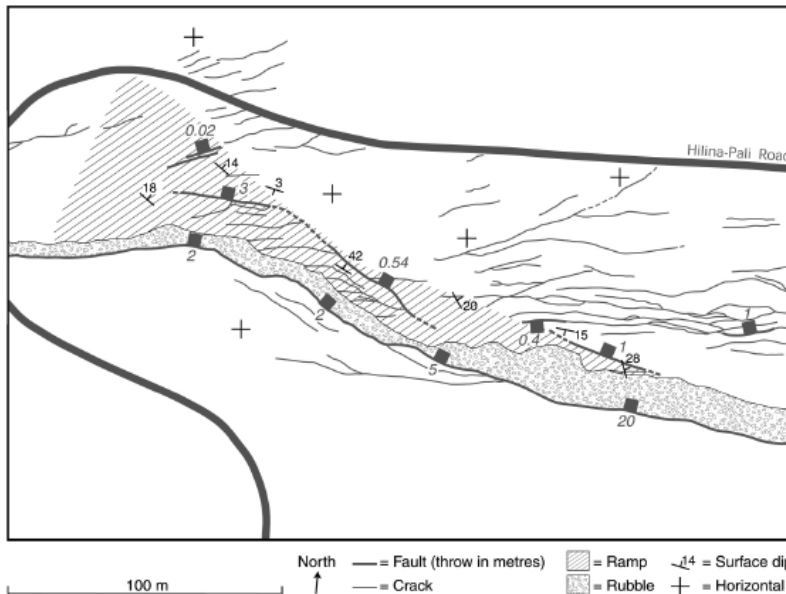 Hilina-Pali Road
0.02
14
18
3
3
42
0.54
2
20
2
1
0.4
15
1
5
28
20
North
= Fault (throw in metres)
= Ramp
14 = Surface dip
100 m
= Crack
= Rubble
= Horizontal